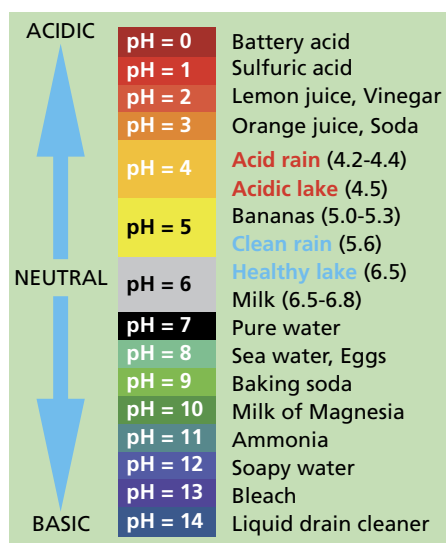 ACIDIC
pH = 0 Battery acid
pH = 1 Sulfuric acid
pH = 2 Lemon juice, Vinegar
pH = 3 Orange juice, Soda
pH = 4 Acid rain (4.2-4.4)
Acidic lake (4.5)
pH = 5 Bananas (5.0-5.3)
Clean rain (5.6)
NEUTRAL
pH = 6 Healthy lake (6.5)
Milk (6.5-6.8)
pH = 7 Pure water
pH = 8 Sea water, Eggs
pH = 9 Baking soda
pH = 10 Milk of Magnesia
pH = 11 Ammonia
pH = 12 Soapy water
pH = 13 Bleach
BASIC
pH = 14 Liquid drain cleaner